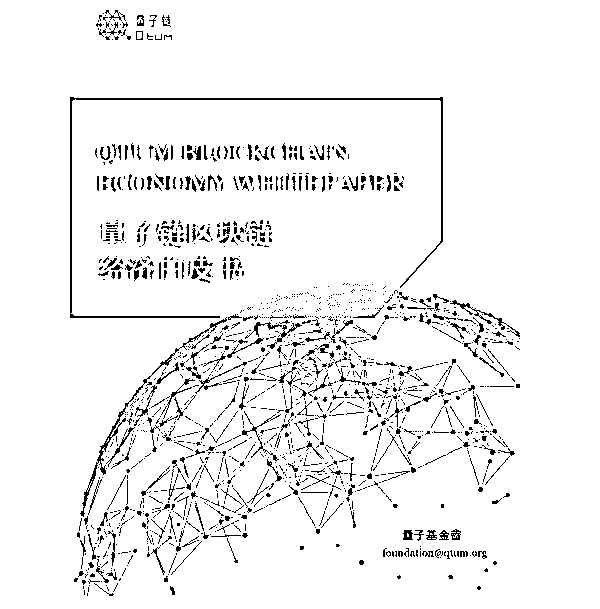 量子链
Qtum
QTUM BLOCKCHAIN
ECONOMY WHITEPAPER
量子链区块链
经济白皮书
量子基金会
foundation@qtum.org